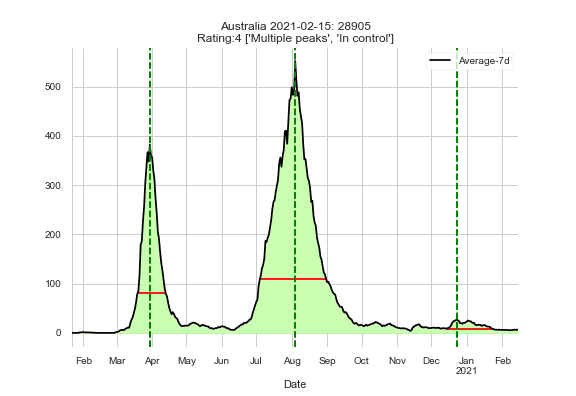 Australia 2021-02-15: 28905
Rating:4 ['Multiple peaks', 'In control']
Average-7d
500
400
300
200
100
0
Feb Mar Apr May Jun Jul Aug Sep Oct Nov Dec Jan Feb
2021
Date